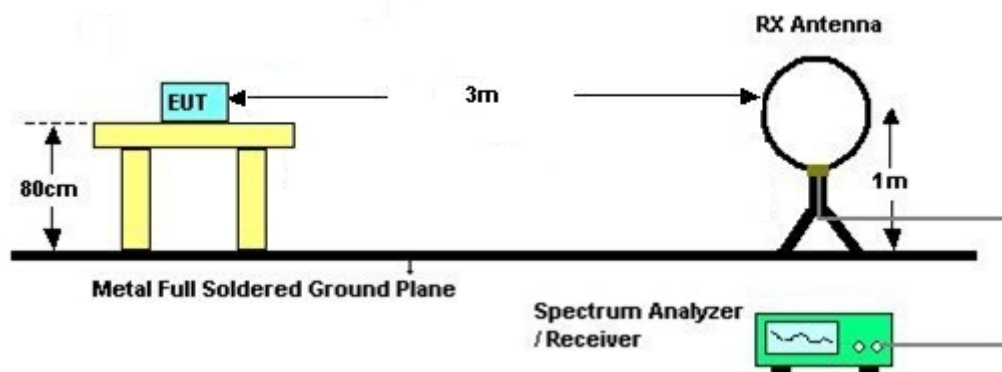 RX Antenna
EUT
3m
80cm
1m
Metal Full Soldered Ground Plane
Spectrum Analyzer
/ Receiver